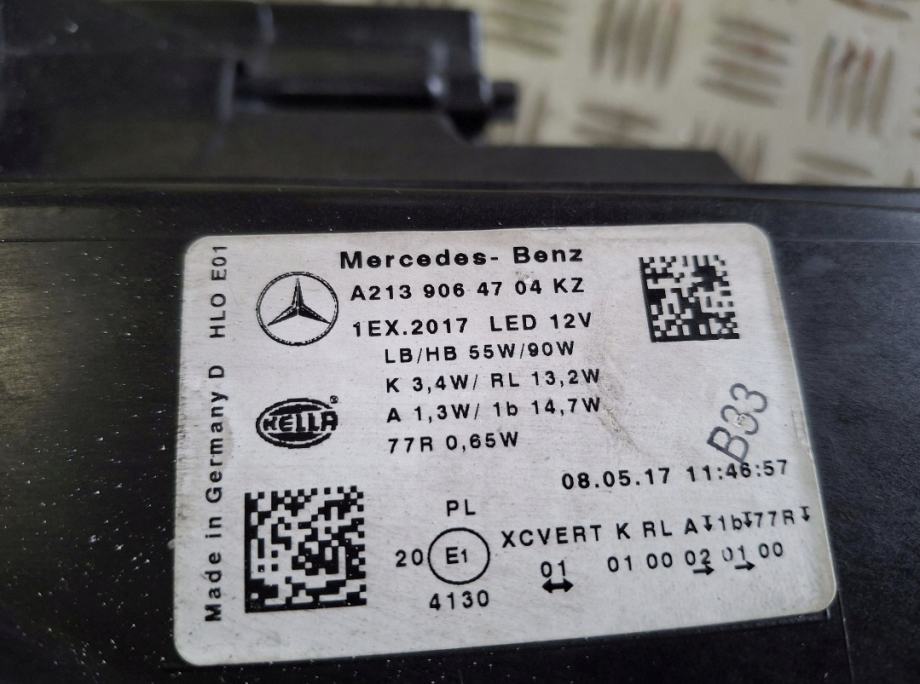 Mercedes- Benz
A213 906 47 04 KZ
1EX.2017 LED 12V
LB/HB 55W/90W
K 3,4W/ RL 13,2W
A 1,3W/ 1b 14,7W
77R 0,65W
HELLA
Made in Germany D HLO E01
B33
08.05.17 11:46:57
PL
20 E1 XCVERT K RL A↧1b↧77R↧
01 01 00 02 01 00
4130